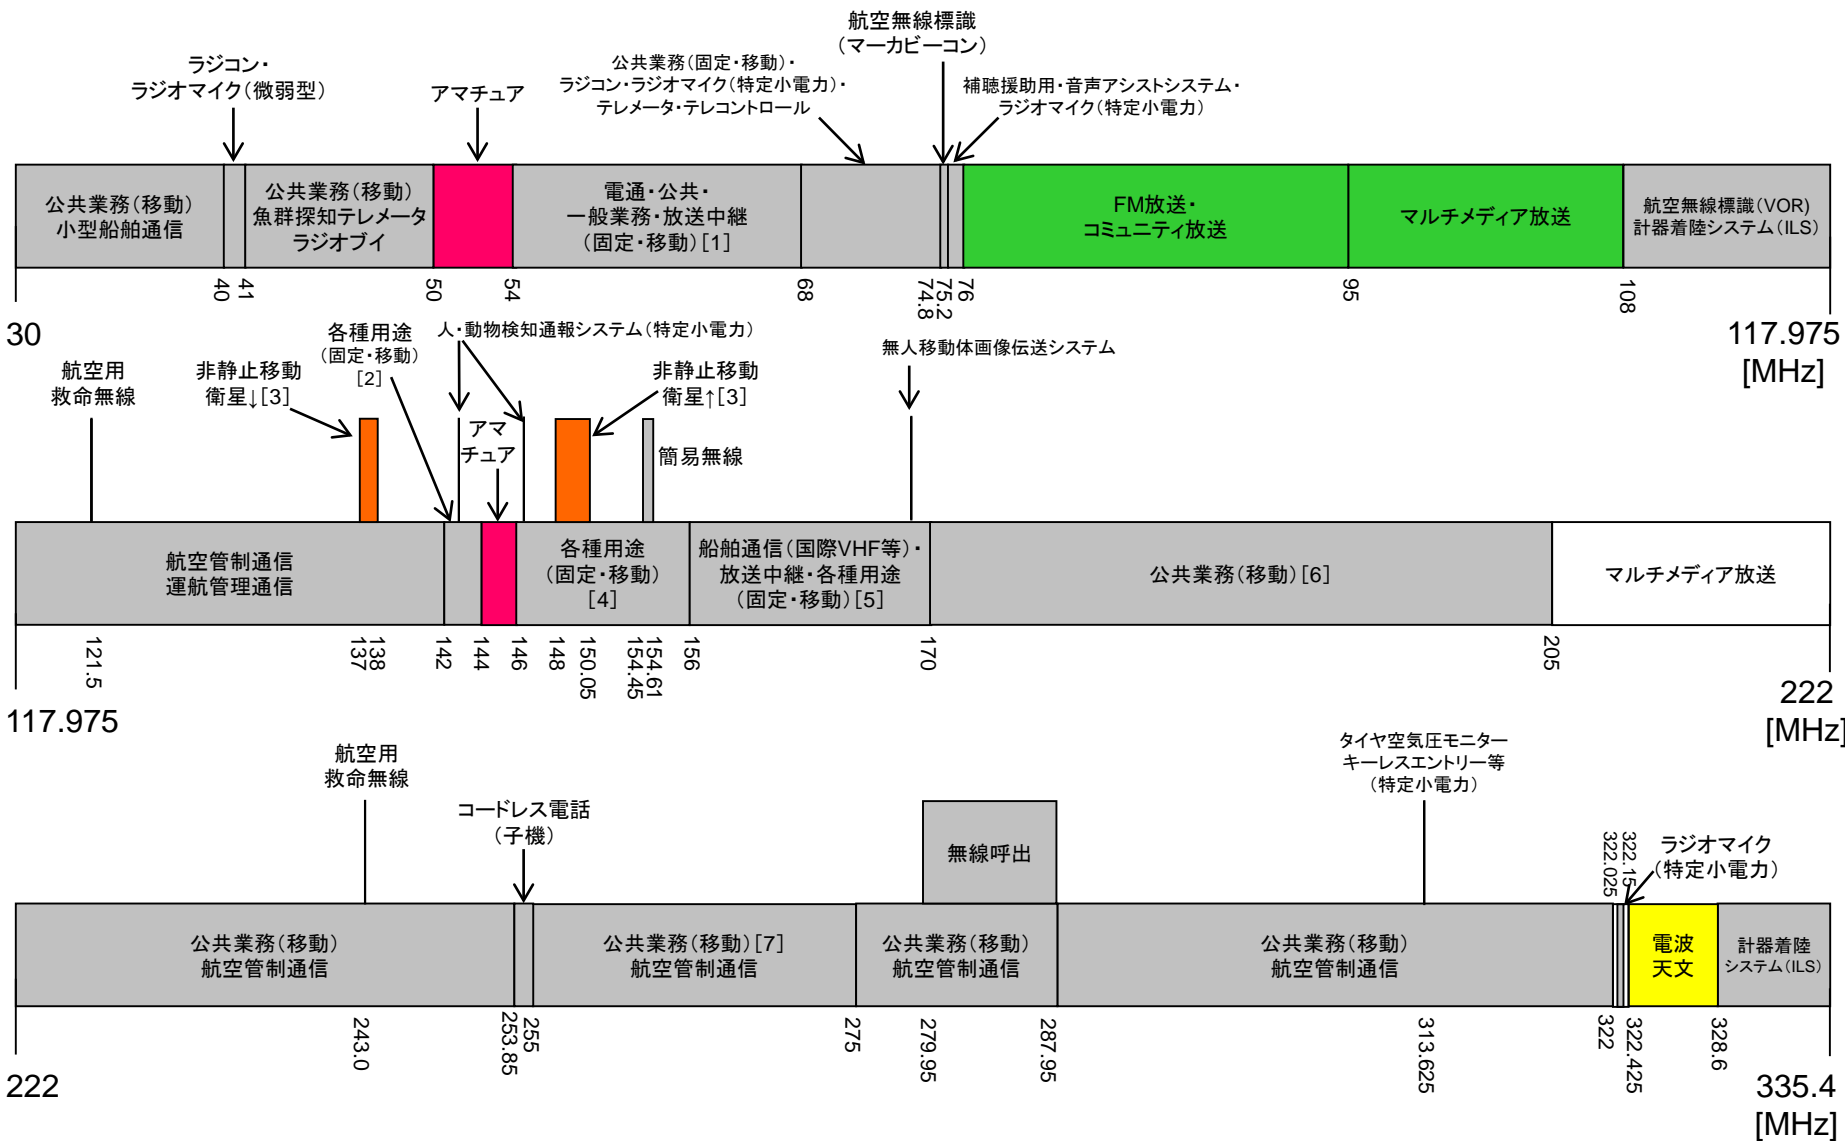 ラジコン・
ラジオマイク(微弱型)
アマチュア
公共業務(固定・移動)・
ラジコン・ラジオマイク(特定小電力)・
テレメータ・テレコントロール
航空無線標識
(マーカビーコン)
補聴援助用・音声アシストシステム・
ラジオマイク(特定小電力)
公共業務(移動)
小型船舶通信
公共業務(移動)
魚群探知テレメータ
ラジオブイ
電通・公共・
一般業務・放送中継
(固定・移動)[1]
FM放送・
コミュニティ放送
マルチメディア放送
航空無線標識(VOR)
計器着陸システム(ILS)
40
41
50
54
68
74.8
75.2
76
95
108
30
117.975
[MHz]
航空用
救命無線
非静止移動
衛星↓[3]
各種用途
(固定・移動)
[2]
人・動物検知通報システム(特定小電力)
アマ
チュア
非静止移動
衛星↑[3]
簡易無線
無人移動体画像伝送システム
航空管制通信
運航管理通信
各種用途
(固定・移動)
[4]
船舶通信(国際VHF等)・
放送中継・各種用途
(固定・移動)[5]
公共業務(移動)[6]
マルチメディア放送
121.5
137
138
142
144
146
148
150.05
154.45
154.61
156
170
205
117.975
222
[MHz]
航空用
救命無線
コードレス電話
(子機)
無線呼出
タイヤ空気圧モニター
キーレスエントリー等
(特定小電力)
322.025
322.15
ラジオマイク
(特定小電力)
公共業務(移動)
航空管制通信
公共業務(移動)[7]
航空管制通信
公共業務(移動)
航空管制通信
公共業務(移動)
航空管制通信
電波
天文
計器着陸
システム(ILS)
243.0
253.85
255
275
279.95
287.95
313.625
322
322.425
328.6
222
335.4
[MHz]